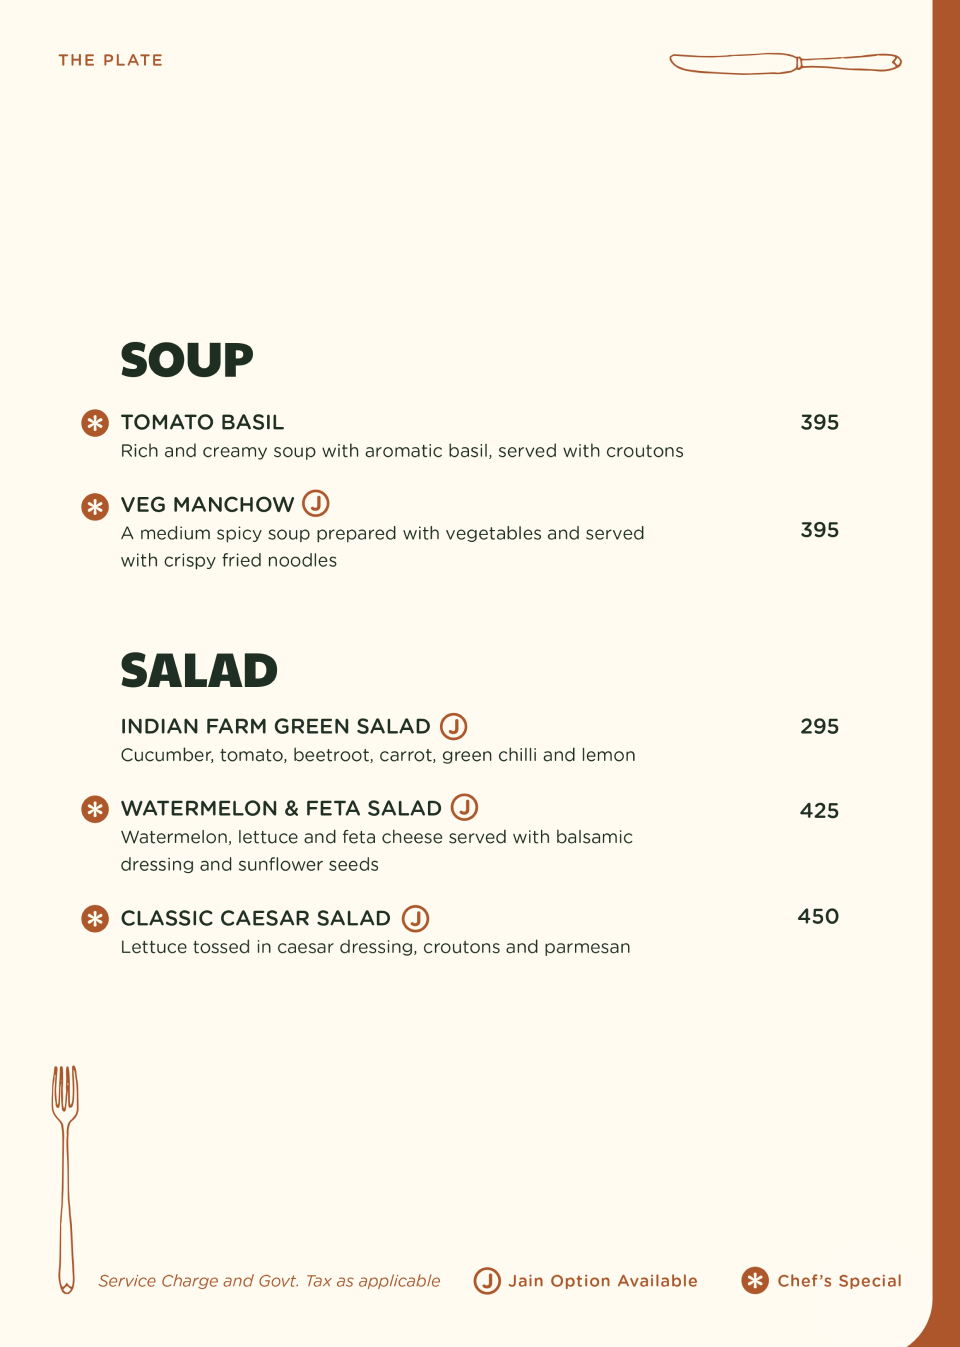 THE PLATE
SOUP
TOMATO BASIL 395
Rich and creamy soup with aromatic basil, served with croutons
VEG MANCHOW J
A medium spicy soup prepared with vegetables and served 395
with crispy fried noodles
SALAD
INDIAN FARM GREEN SALAD J 295
Cucumber, tomato, beetroot, carrot, green chilli and lemon
WATERMELON & FETA SALAD J 425
Watermelon, lettuce and feta cheese served with balsamic
dressing and sunflower seeds
CLASSIC CAESAR SALAD J 450
Lettuce tossed in caesar dressing, croutons and parmesan
Service Charge and Govt. Tax as applicable J Jain Option Available Chef's Special